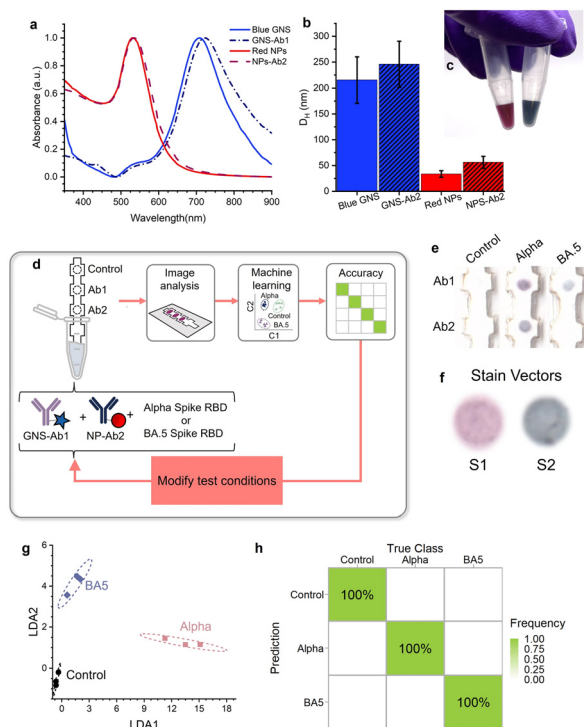 a
Blue GNS
GNS-Ab1
Red NPs
NPs-Ab2
1.0
0.8
0.6
0.4
0.2
0.0
Absorbance (a.u.)
400 500 600 700 800 900
Wavelength(nm)
b
300
250
200
150
100
50
0
DH (nm)
Blue GNS GNS-Ab2 Red NPs NPS-Ab2
c
d
Control
Ab1
Ab2
Image
analysis
Machine
learning
Alpha
Control
BA.5
C2
C1
Accuracy
GNS-Ab1
+
NP-Ab2
+
Alpha Spike RBD
or
BA.5 Spike RBD
Modify test conditions
e
Control Alpha BA.5
Ab1
Ab2
f
Stain Vectors
S1 S2
g
6
4
2
0
LDA2
BA5
Alpha
Control
0 3 6 9 12 15 18
LDA1
h
True Class
Control Alpha BA5
Prediction
Control 100%
Alpha 100%
BA5 100%
Frequency
1.00
0.75
0.50
0.25
0.00